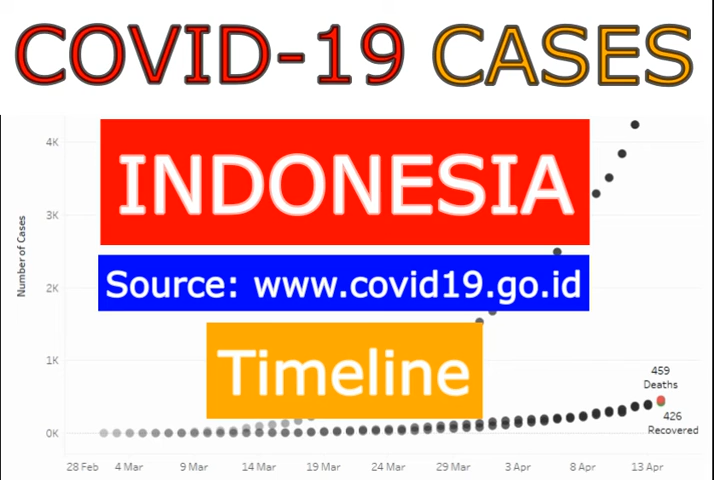 COVID-19 CASES
INDONESIA
Source: www.covid19.go.id
Timeline
Number of Cases
4K
3K
2K
1K
0K
459
Deaths
426
Recovered
28 Feb 4 Mar 9 Mar 14 Mar 19 Mar 24 Mar 29 Mar 3 Apr 8 Apr 13 Apr